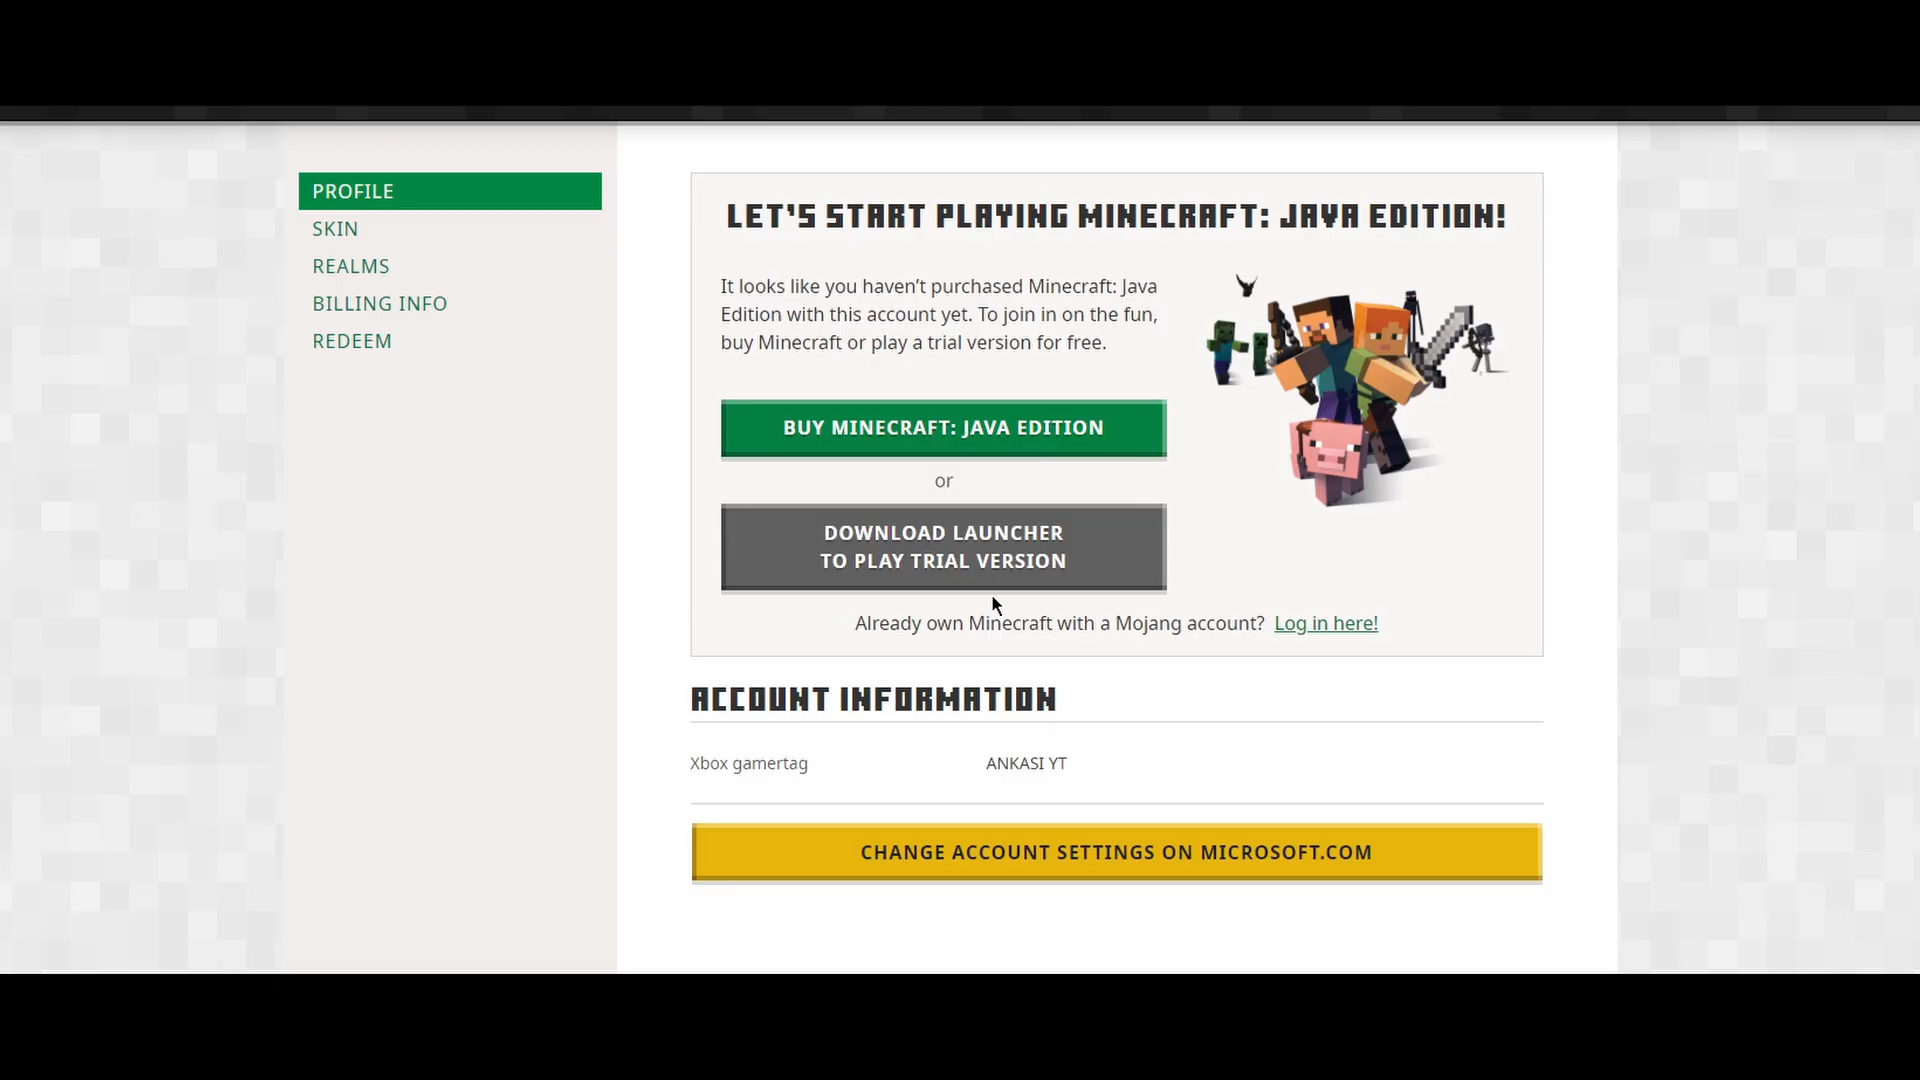 PROFILE
SKIN
REALMS
BILLING INFO
REDEEM
LET'S START PLAYING MINECRAFT: JAVA EDITION!
It looks like you haven’t purchased Minecraft: Java
Edition with this account yet. To join in on the fun,
buy Minecraft or play a trial version for free.
BUY MINECRAFT: JAVA EDITION
or
DOWNLOAD LAUNCHER
TO PLAY TRIAL VERSION
Already own Minecraft with a Mojang account? Log in here!
ACCOUNT INFORMATION
Xbox gamertag ANKASI YT
CHANGE ACCOUNT SETTINGS ON MICROSOFT.COM